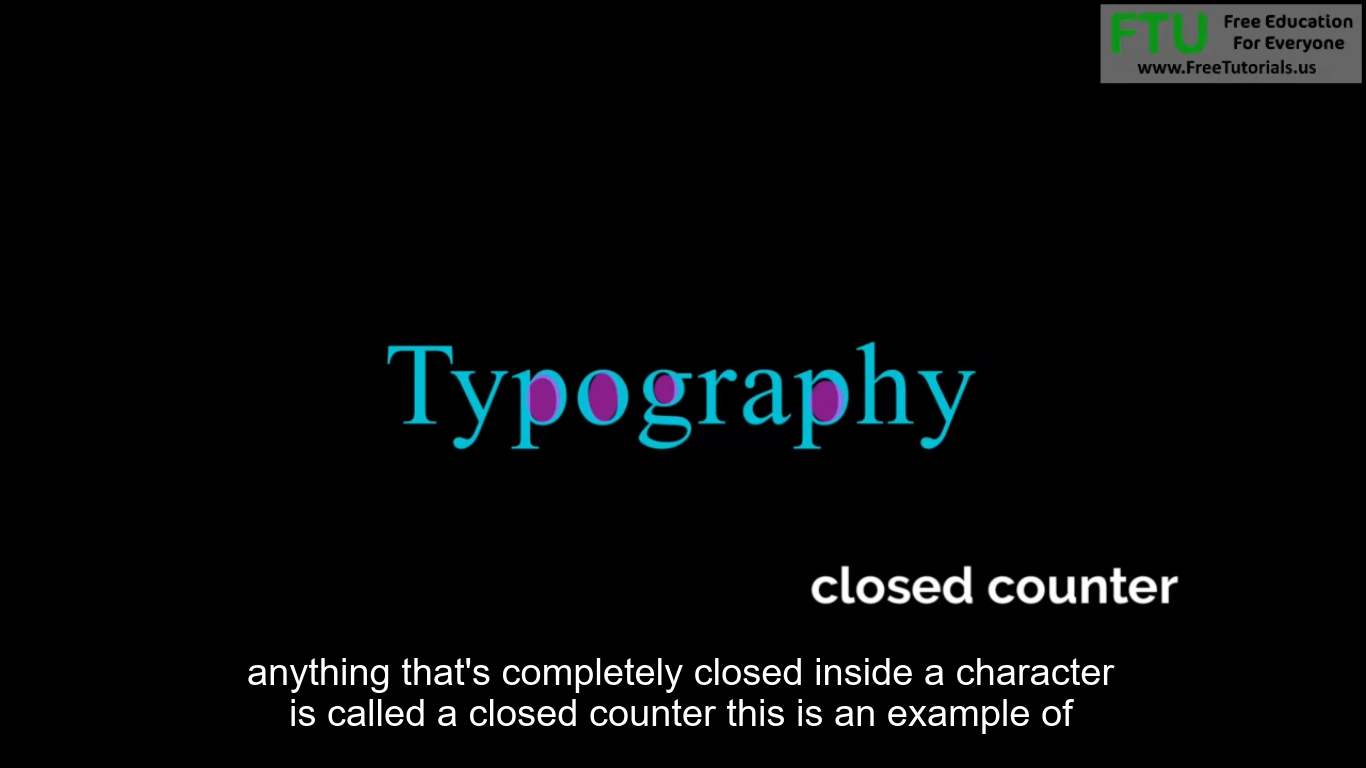 FTU
Free Education
For Everyone
www.FreeTutorials.us
Typography
closed counter
anything that's completely closed inside a character
is called a closed counter this is an example of